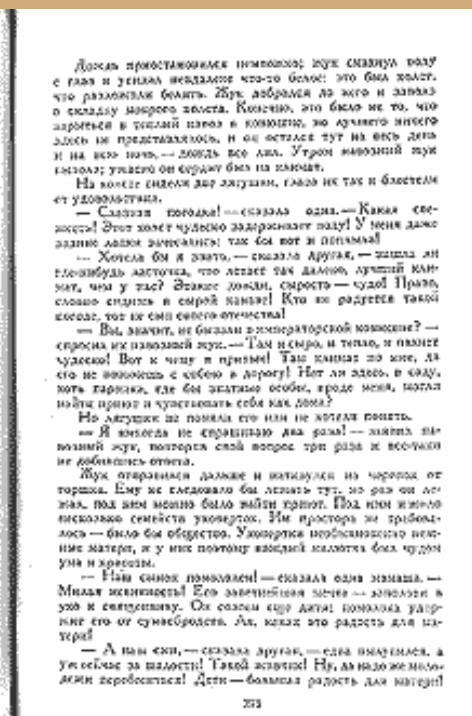 Дождь приостановился немножко; жук смахнул воду
с глаз и увидал невдалеке что-то белое: это был холст,
что разложили белить. Жук добрался до него и заполз
в складку мокрого холста. Конечно, это было не то, что
зарыться в теплый навоз в конюшне, но лучшего ничего
здесь не представлялось, и он остался тут на весь день
и на всю ночь, — дождь все лил. Утром навозный жук
выполз; ужасно он сердит был на климат.
На холсте сидели две лягушки, глаза их так и блестели
от удовольствия.
— Славная погодка! — сказала одна. — Какая све-
жесть! Этот холст чудесно задерживает воду! У меня даже
задние лапки зачесались: так бы вот и поплыла!
— Хотела бы я знать, — сказала другая, — нашла ли
где-нибудь ласточка, что летает так далеко, лучший кли-
мат, чем у нас? Этакие дожди, сырость — чудо! Право,
словно сидишь в сырой канаве! Кто не радуется такой
погоде, тот не сын своего отечества!
— Вы, значит, не бывали в императорской конюшне? —
спросил их навозный жук. — Там и сыро, и тепло, и пахнет
чудесно! Вот к чему я привык! Там климат по мне, да
его не возьмешь с собою в дорогу! Нет ли здесь, в саду,
хоть парника, где бы знатные особы, вроде меня, могли
найти приют и чувствовать себя как дома?
Но лягушки не поняли его или не хотели понять.
— Я никогда не спрашиваю два раза! — заявил на-
возный жук, повторив свой вопрос три раза и все-таки
не добившись ответа.
Жук отправился дальше и наткнулся на черепок от
горшка. Ему не следовало бы лежать тут, но раз он ле-
жал, под ним можно было найти приют. Под ним и жило
несколько семейств уховерток. Им простора не требова-
лось — было бы общество. Уховертки необыкновенно неж-
ные матери, и у них поэтому каждый малютка был чудом
ума и красоты.
— Наш сынок помолвлен! — сказала одна мамаша. —
Милая невинность! Его заветнейшая мечта — заползти в
ухо к священнику. Он совсем еще дитя; помолвка удер-
жит его от сумасбродств. Ах, какая это радость для ма-
тери!
— А наш сын, — сказала другая, — едва вылупился, а
уж сейчас за шалости! Такой живчик! Ну, да надо же моло-
дежи перебеситься! Дети — большая радость для матери!